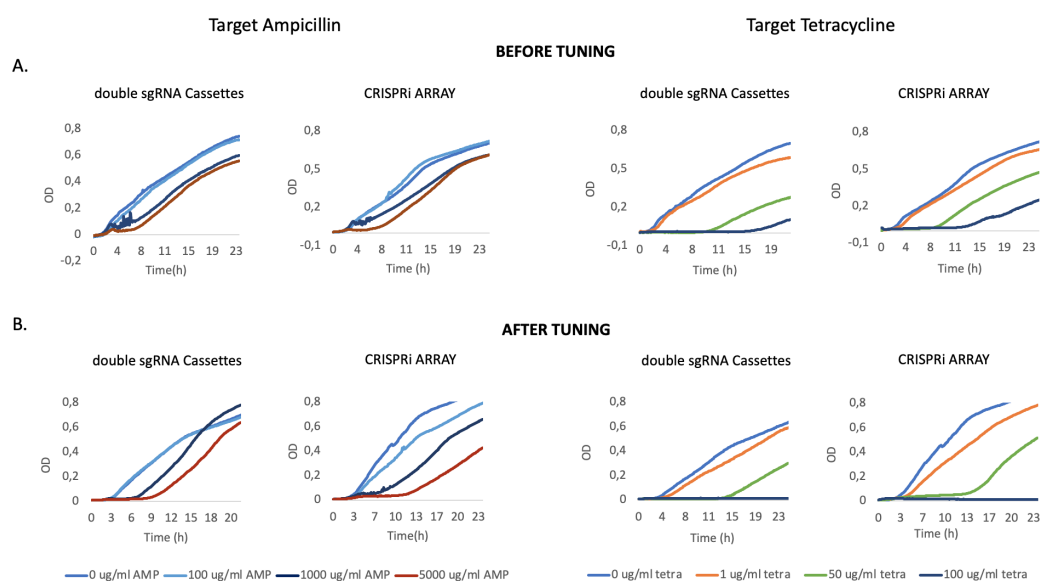 Target Ampicillin
Target Tetracycline
BEFORE TUNING
A.
double sgRNA Cassettes
CRISPRi ARRAY
double sgRNA Cassettes
CRISPRi ARRAY
0,8
0,6
0,4
0,2
0
-0,2
OD
0 4 8 11 15 19 23
Time(h)
0,8
0,5
0,2
-0,1
OD
0 4 8 11 15 19 23
Time(h)
0,8
0,5
0,2
-0,1
OD
0 4 8 11 15 19
Time (h)
0,8
0,5
0,2
-0,1
OD
0 4 8 11 15 19 23
Time (h)
B.
AFTER TUNING
double sgRNA Cassettes
CRISPRi ARRAY
double sgRNA Cassettes
CRISPRi ARRAY
0,8
0,6
0,4
0,2
0
OD
0 3 6 9 12 15 18 20
Time (h)
0,8
0,6
0,4
0,2
0
OD
0 3 7 10 13 17 20 23
Time (h)
0,8
0,6
0,4
0,2
0
OD
0 4 8 11 15 19 23
Time (h)
0,8
0,6
0,4
0,2
0
OD
0 3 7 10 13 17 20 23
Time (h)
0 ug/ml AMP 100 ug/ml AMP 1000 ug/ml AMP 5000 ug/ml AMP
0 ug/ml tetra 1 ug/ml tetra 50 ug/ml tetra 100 ug/ml tetra